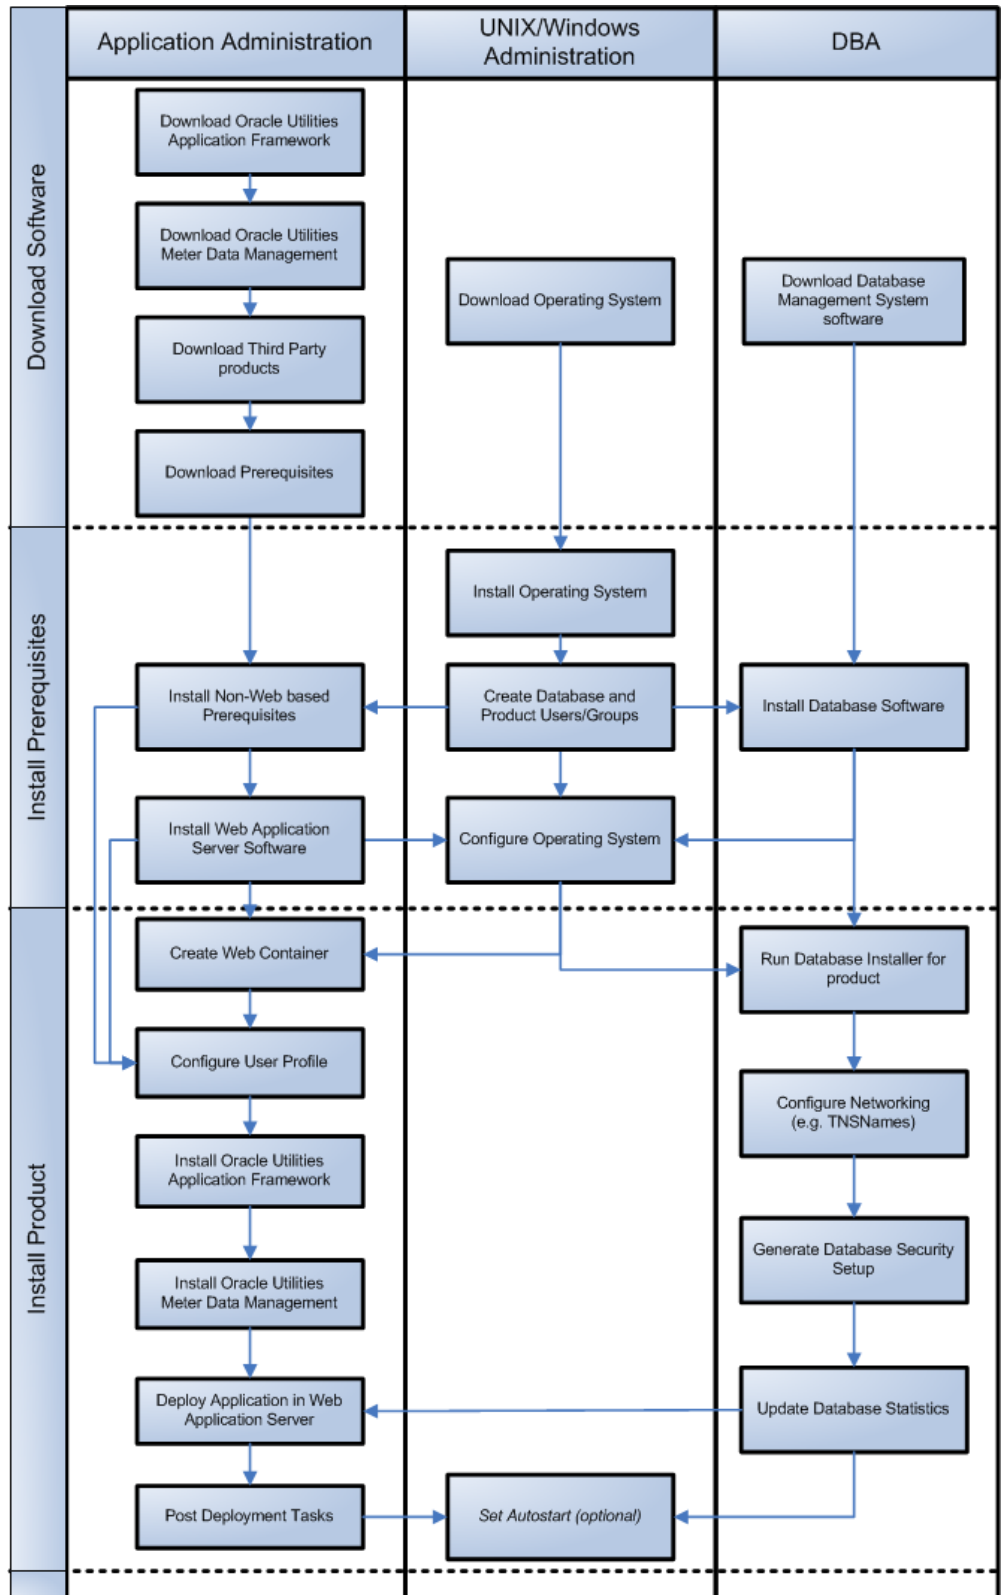 Application Administration
UNIX/Windows
Administration
DBA
Download Software
Download Oracle Utilities
Application Framework
Download Oracle Utilities
Meter Data Management
Download Operating System
Download Database
Management System
software
Download Third Party
products
Download Prerequisites
Install Prerequisites
Install Operating System
Install Non-Web based
Prerequisites
Create Database and
Product Users/Groups
Install Database Software
Install Web Application
Server Software
Configure Operating System
Install Product
Create Web Container
Run Database Installer for
product
Configure User Profile
Configure Networking
(e.g. TNSNames)
Install Oracle Utilities
Application Framework
Generate Database Security
Setup
Install Oracle Utilities
Meter Data Management
Deploy Application in Web
Application Server
Update Database Statistics
Post Deployment Tasks
Set Autostart (optional)